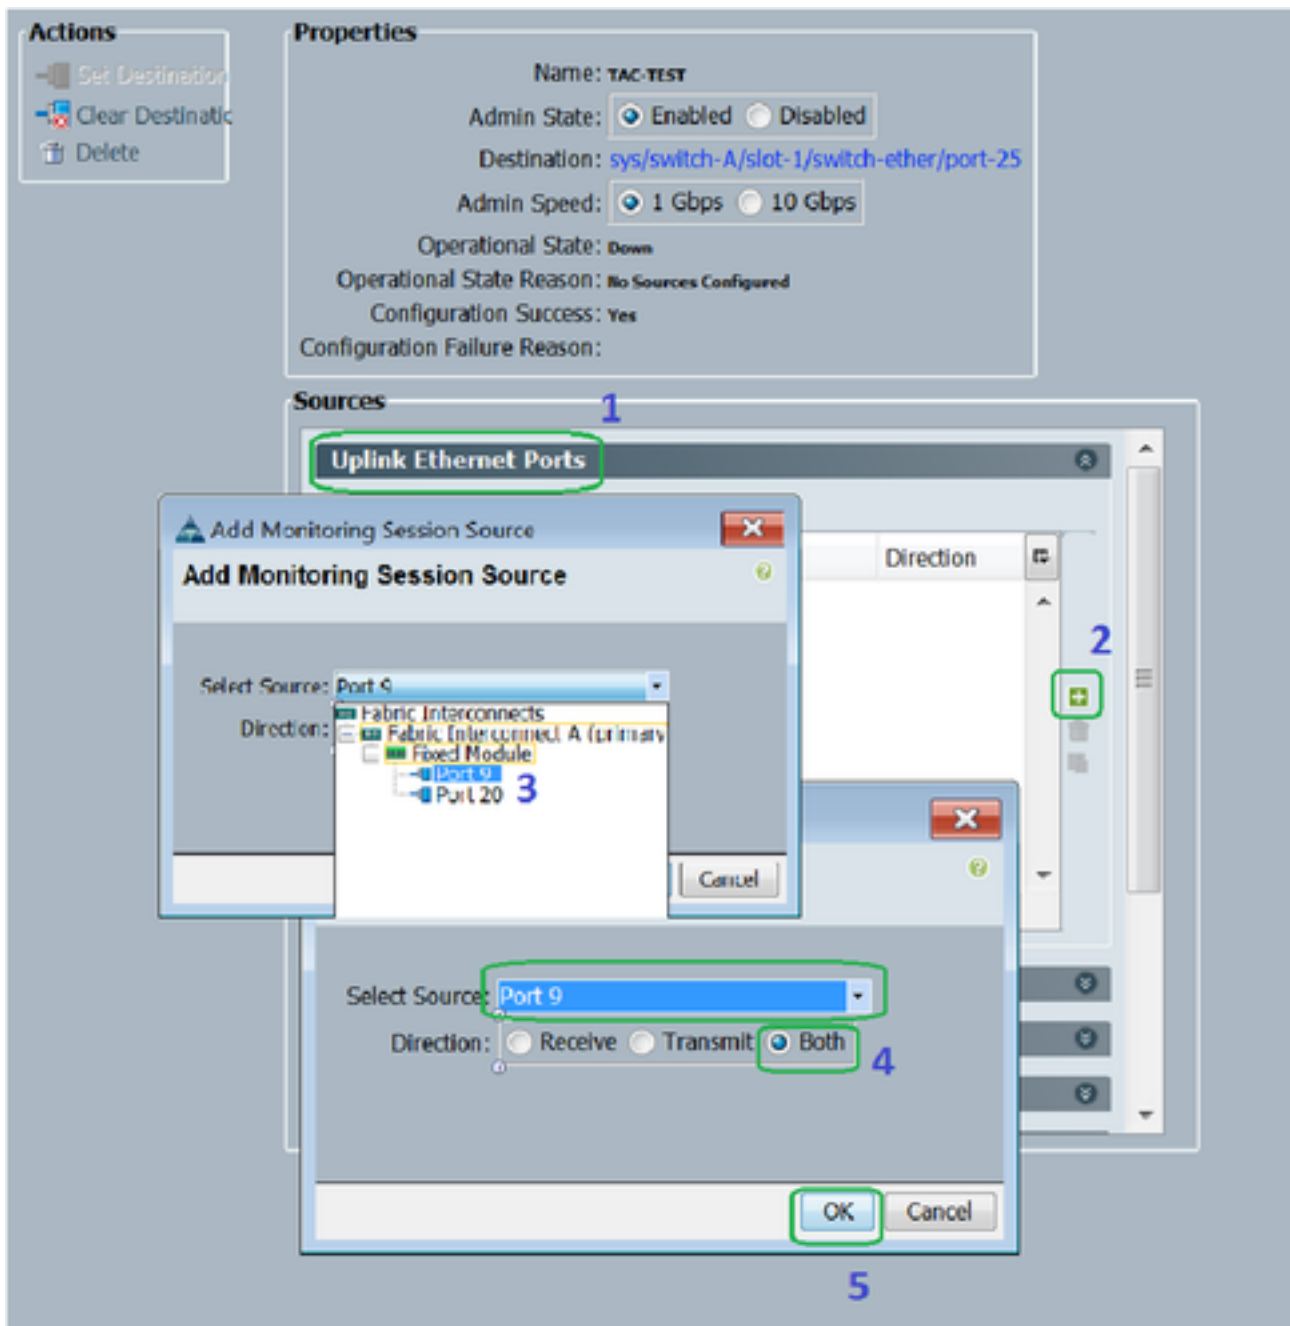 Actions
Set Destination
Clear Destinatic
Delete
Properties
Name: TAC-TEST
Admin State: Enabled Disabled
Destination: sys/switch-A/slot-1/switch-ether/port-25
Admin Speed: 1 Gbps 10 Gbps
Operational State: Down
Operational State Reason: No Sources Configured
Configuration Success: Yes
Configuration Failure Reason:
Sources
1
Uplink Ethernet Ports
Add Monitoring Session Source
Add Monitoring Session Source
Direction
2
Select Source: Port 9
Direction:
Fabric Interconnects
Fabric Interconnect A (primary
Fixed Module
Port 9
Port 20
3
Cancel
Select Source: Port 9
Direction: Receive Transmit Both
4
OK Cancel
5